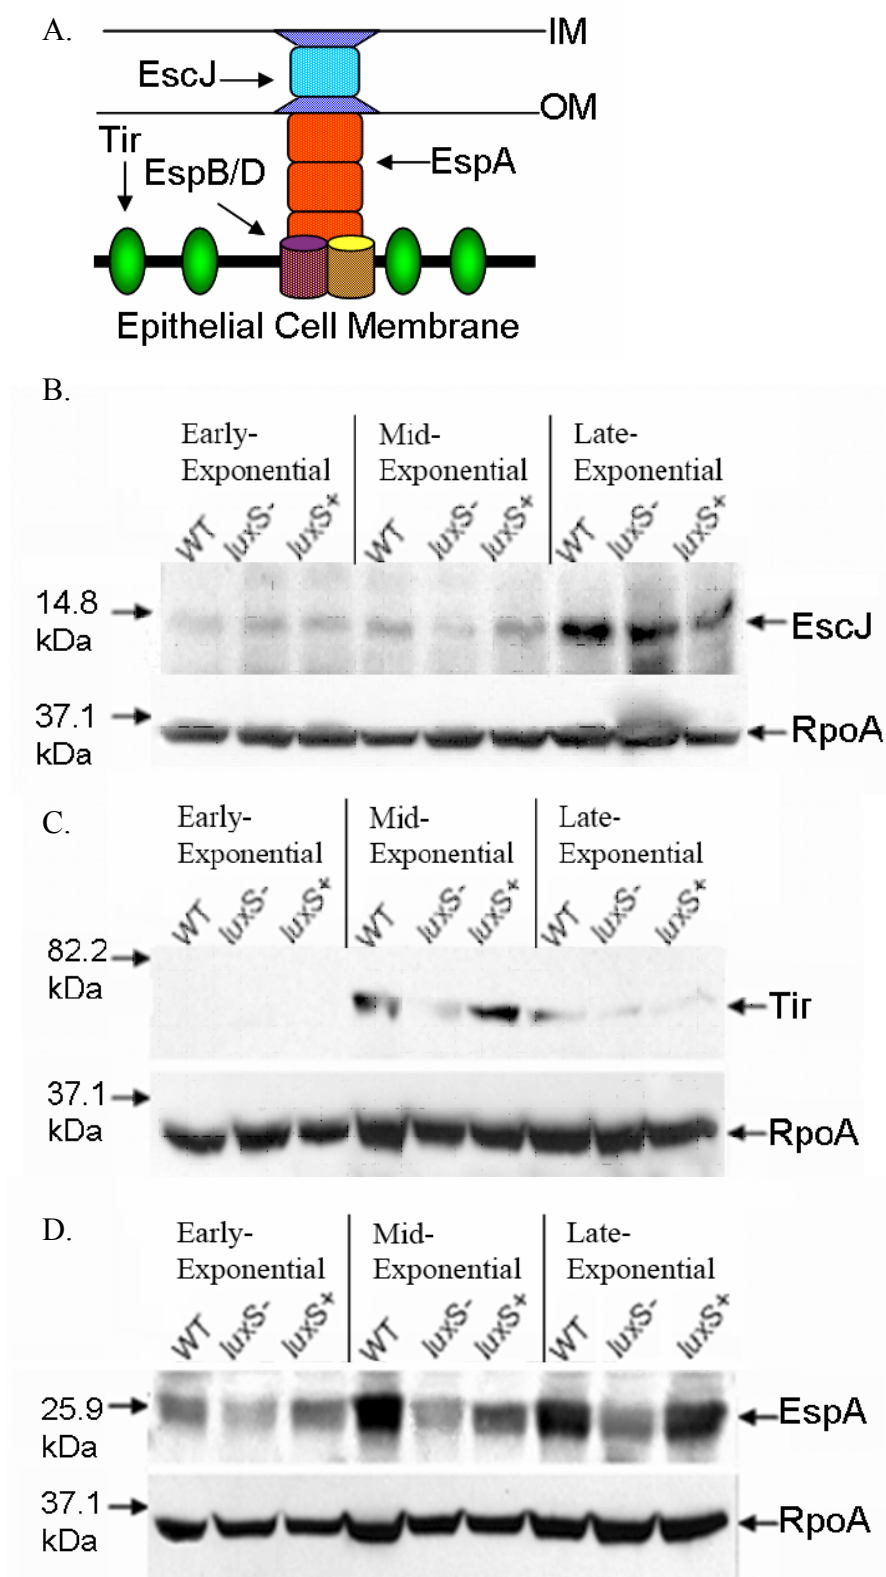 A.
IM
EscJ
OM
Tir
EspB/D
EspA
Epithelial Cell Membrane
B.
Early-
Exponential
Mid-
Exponential
Late-
Exponential
WT luxS- luxS+ WT luxS- luxS+ WT luxS- luxS+
14.8
kDa
EscJ
37.1
kDa
RpoA
C.
Early-
Exponential
Mid-
Exponential
Late-
Exponential
WT luxS- luxS+ WT luxS- luxS+ WT luxS- luxS+
82.2
kDa
Tir
37.1
kDa
RpoA
D.
Early-
Exponential
Mid-
Exponential
Late-
Exponential
WT luxS- luxS+ WT luxS- luxS+ WT luxS- luxS+
25.9
kDa
EspA
37.1
kDa
RpoA